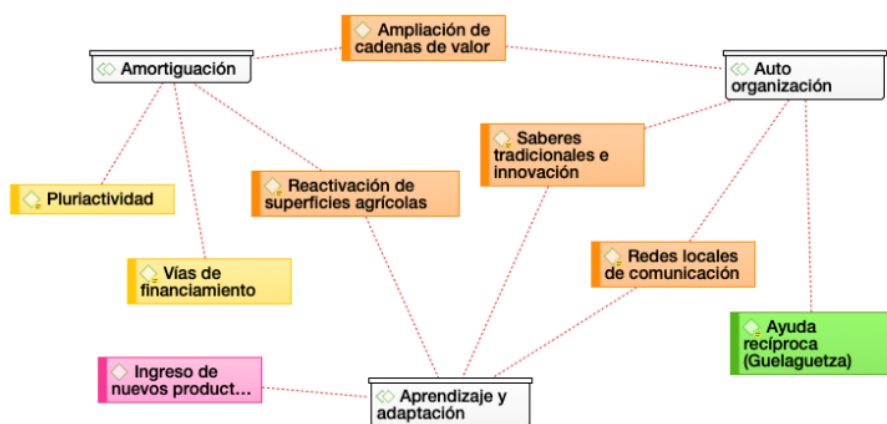 Ampliación de
cadenas de valor
Amortiguación
Auto
organización
Saberes
tradicionales e
innovación
Pluriactividad
Reactivación de
superficies agrícolas
Vías de
financiamiento
Redes locales
de comunicación
Ayuda
recíproca
(Guelaguetza)
Ingreso de
nuevos product...
Aprendizaje y
adaptación